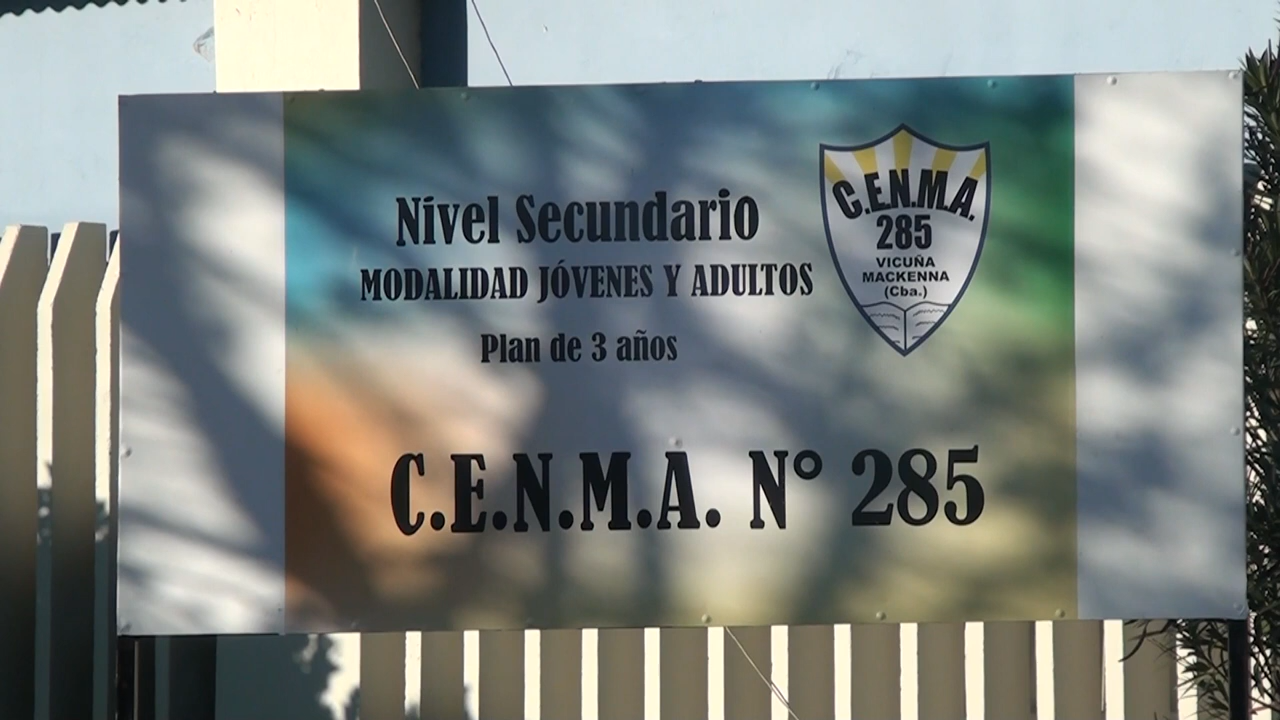 Nivel Secundario
MODALIDAD JÓVENES Y ADULTOS
Plan de 3 años
C.E.N.M.A. N° 285
C.E.N.M.A.
285
VICUÑA
MACKENNA
(Cba.)